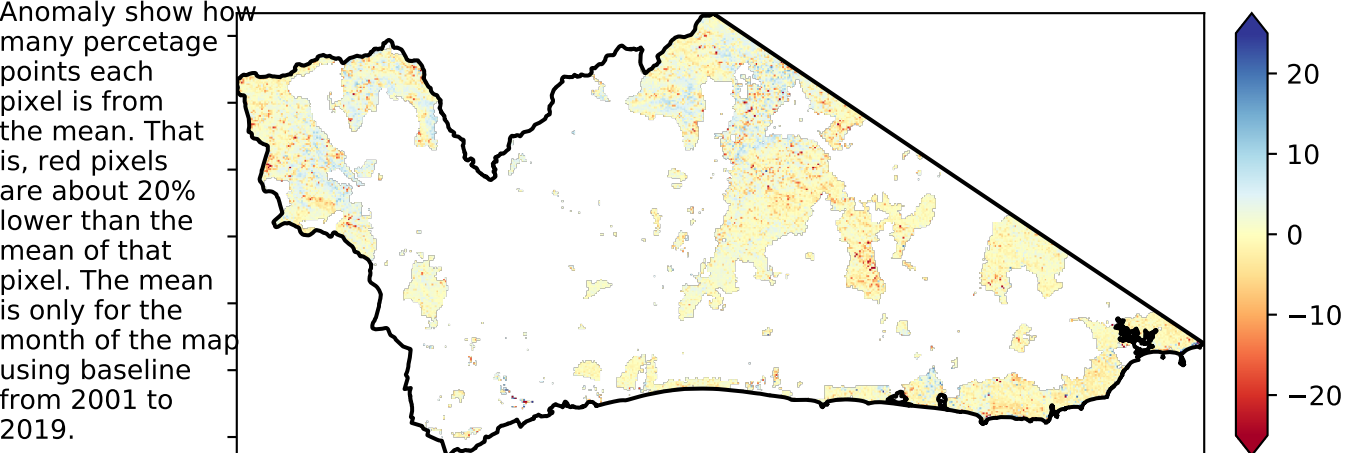 Anomaly show how
many percetage
points each
pixel is from
the mean. That
is, red pixels
are about 20%
lower than the
mean of that
pixel. The mean
is only for the
month of the map
using baseline
from 2001 to
2019.
20
10
0
−10
−20